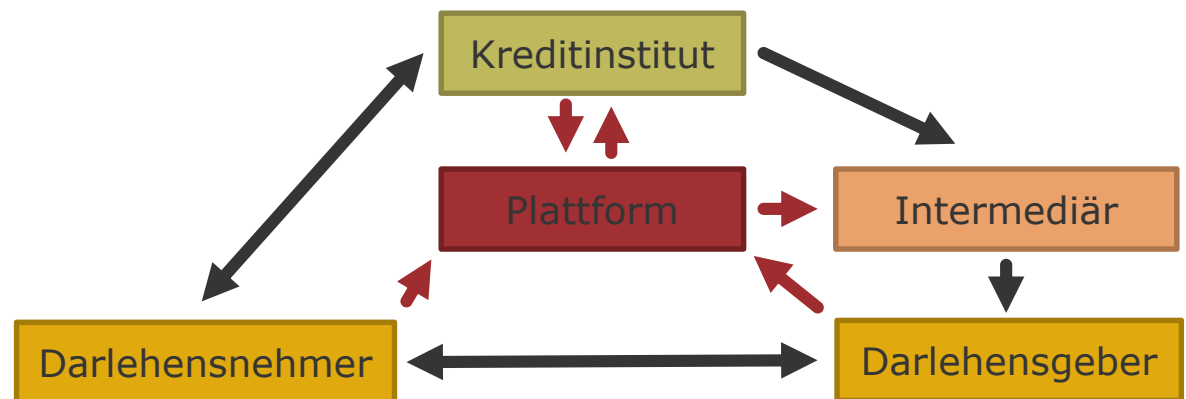 Kreditinstitut
Plattform
Intermediär
Darlehensnehmer
Darlehensgeber